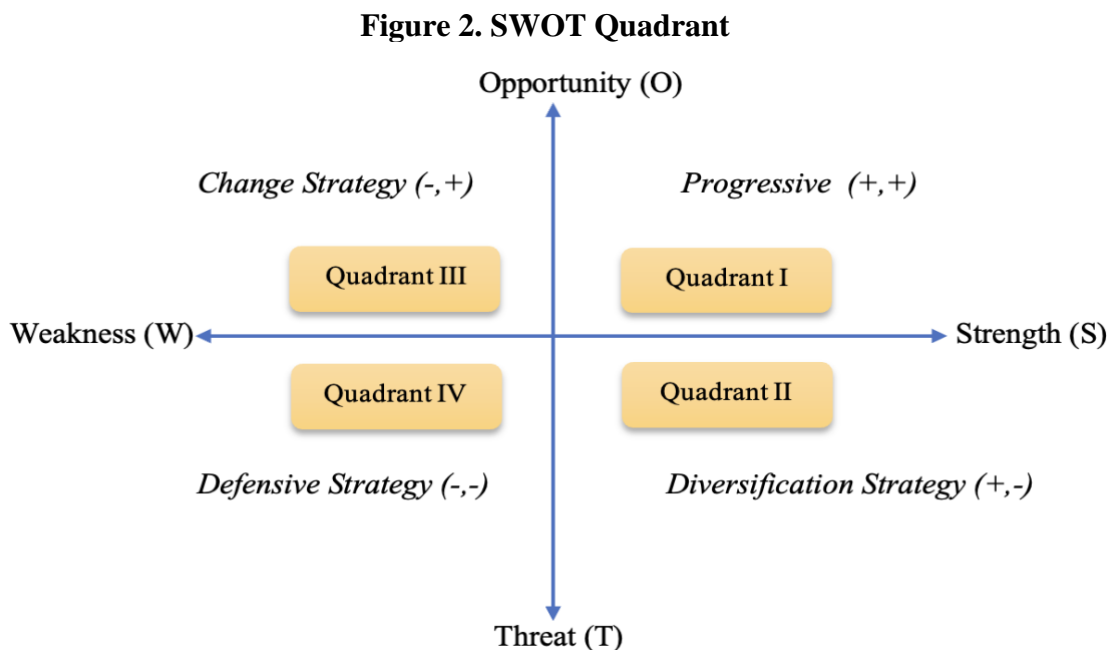 Figure 2. SWOT Quadrant
Opportunity (O)
Change Strategy (-,+)
Progressive (+,+)
Quadrant III
Quadrant I
Weakness (W)
Strength (S)
Quadrant IV
Quadrant II
Defensive Strategy (-,-)
Diversification Strategy (+,-)
Threat (T)